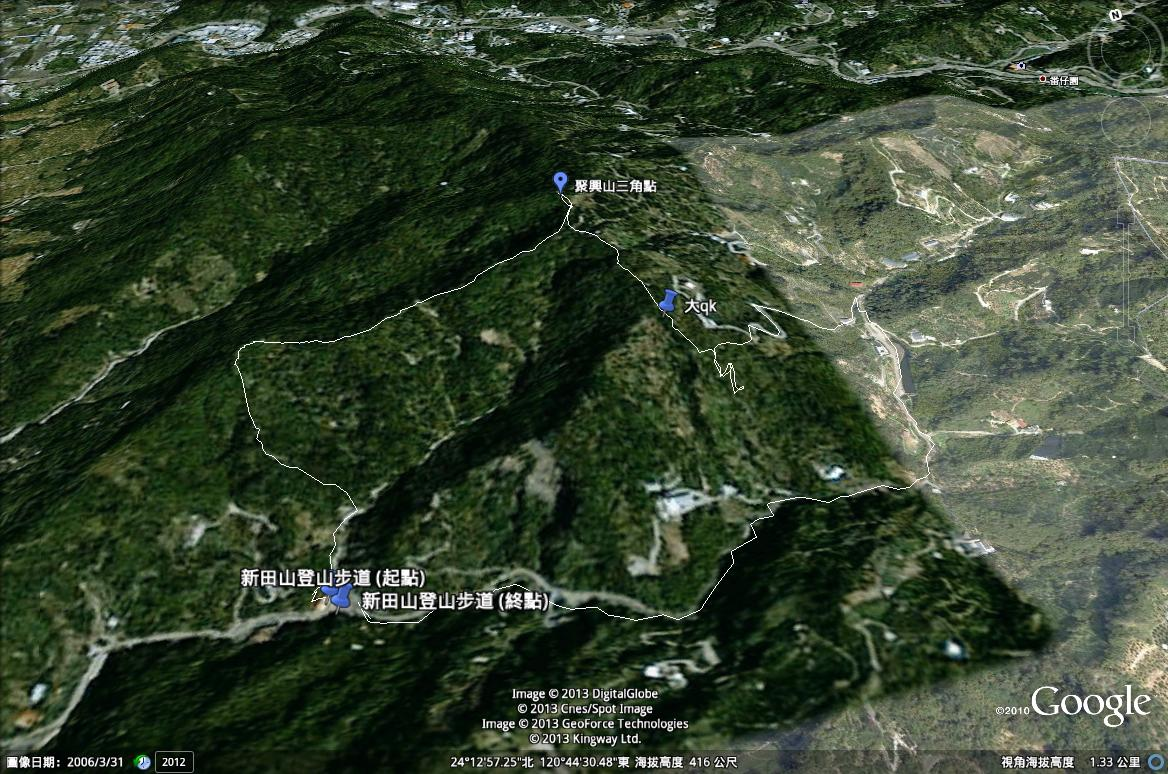 N
番仔園
聚興山三角點
大qk
新田山登山步道 (起點)
新田山登山步道 (終點)
Image © 2013 DigitalGlobe
© 2013 Cnes/Spot Image
Image © 2013 GeoForce Technologies
© 2013 Kingway Ltd.
©2010 Google
圖像日期: 2006/3/31 2012 24°12'57.25"北 120°44'30.48"東 海拔高度 416 公尺 視角海拔高度 1.33 公里